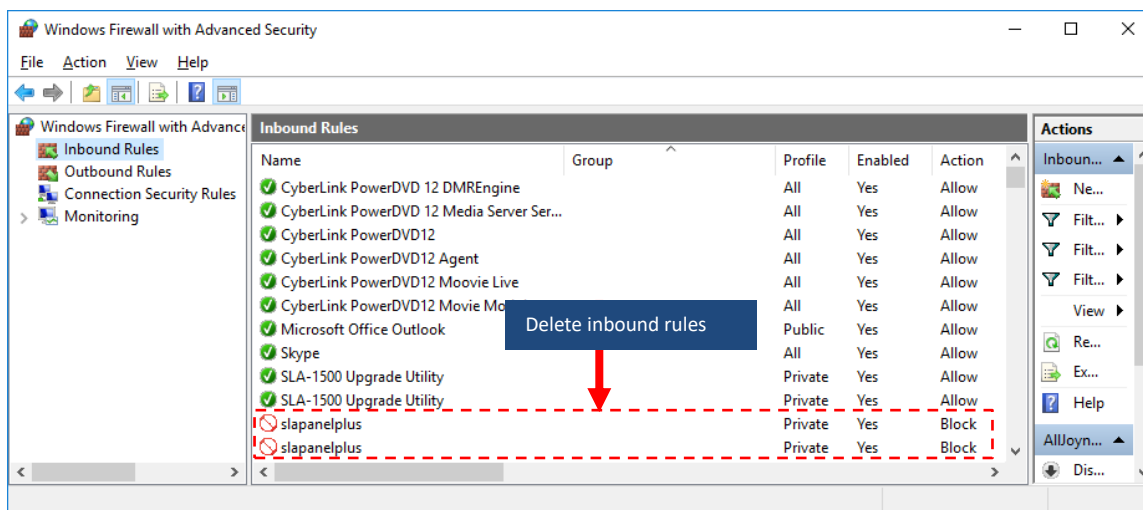 Windows Firewall with Advanced Security
File Action View Help
Windows Firewall with Advance
Inbound Rules
Outbound Rules
Connection Security Rules
Monitoring
Inbound Rules
Name Group Profile Enabled Action
CyberLink PowerDVD 12 DMREngine All Yes Allow
CyberLink PowerDVD 12 Media Server Ser... All Yes Allow
CyberLink PowerDVD12 All Yes Allow
CyberLink PowerDVD12 Agent All Yes Allow
CyberLink PowerDVD12 Moovie Live All Yes Allow
CyberLink PowerDVD12 Movie Mo All Yes Allow
Microsoft Office Outlook Public Yes Allow
Skype All Yes Allow
SLA-1500 Upgrade Utility Private Yes Allow
SLA-1500 Upgrade Utility Private Yes Allow
slapanelplus Private Yes Block
slapanelplus Private Yes Block
Delete inbound rules
Actions
Inboun...
Ne...
Filt...
Filt...
Filt...
View
Re...
Ex...
Help
AllJoyn...
Dis...